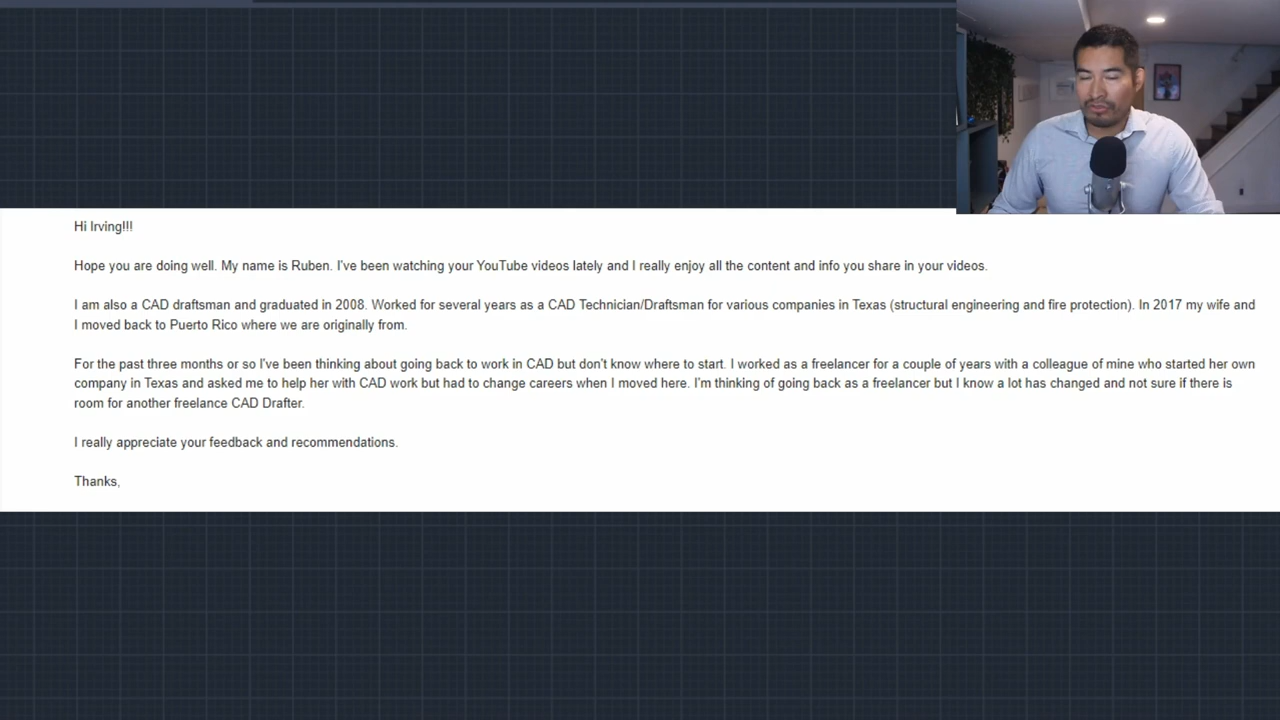 Hi Irving!!!
Hope you are doing well. My name is Ruben. I've been watching your YouTube videos lately and I really enjoy all the content and info you share in your videos.
I am also a CAD draftsman and graduated in 2008. Worked for several years as a CAD Technician/Draftsman for various companies in Texas (structural engineering and fire protection). In 2017 my wife and
I moved back to Puerto Rico where we are originally from.
For the past three months or so I've been thinking about going back to work in CAD but don't know where to start. I worked as a freelancer for a couple of years with a colleague of mine who started her own
company in Texas and asked me to help her with CAD work but had to change careers when I moved here. I'm thinking of going back as a freelancer but I know a lot has changed and not sure if there is
room for another freelance CAD Drafter.
I really appreciate your feedback and recommendations.
Thanks,